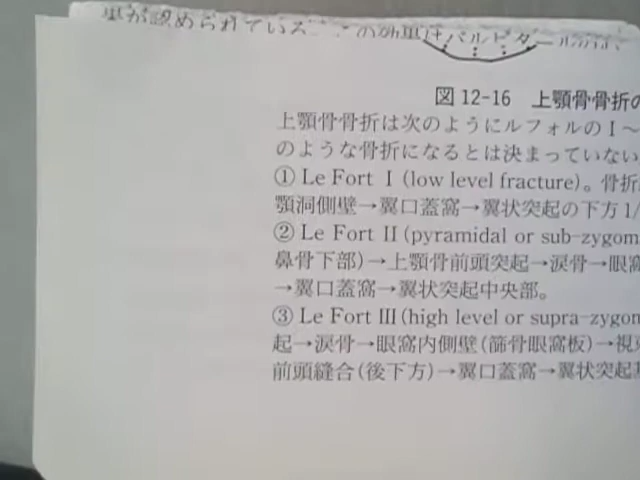 果が認められている この効果はバルビター
図 12-16 上顎骨骨折の
上顎骨骨折は次のようにルフォルのⅠ〜
のような骨折になるとは決まっていない
① Le Fort Ⅰ (low level fracture)。骨折
顎洞側壁→翼口蓋窩→翼状突起の下方 1/
② Le Fort Ⅱ (pyramidal or sub-zygom
鼻骨下部)→上顎骨前頭突起→涙骨→眼窩
→翼口蓋窩→翼状突起中央部。
③ Le Fort Ⅲ (high level or supra-zygom
起→涙骨→眼窩内側壁(篩骨眼窩板)→視
前頭縫合(後下方)→翼口蓋窩→翼状突起